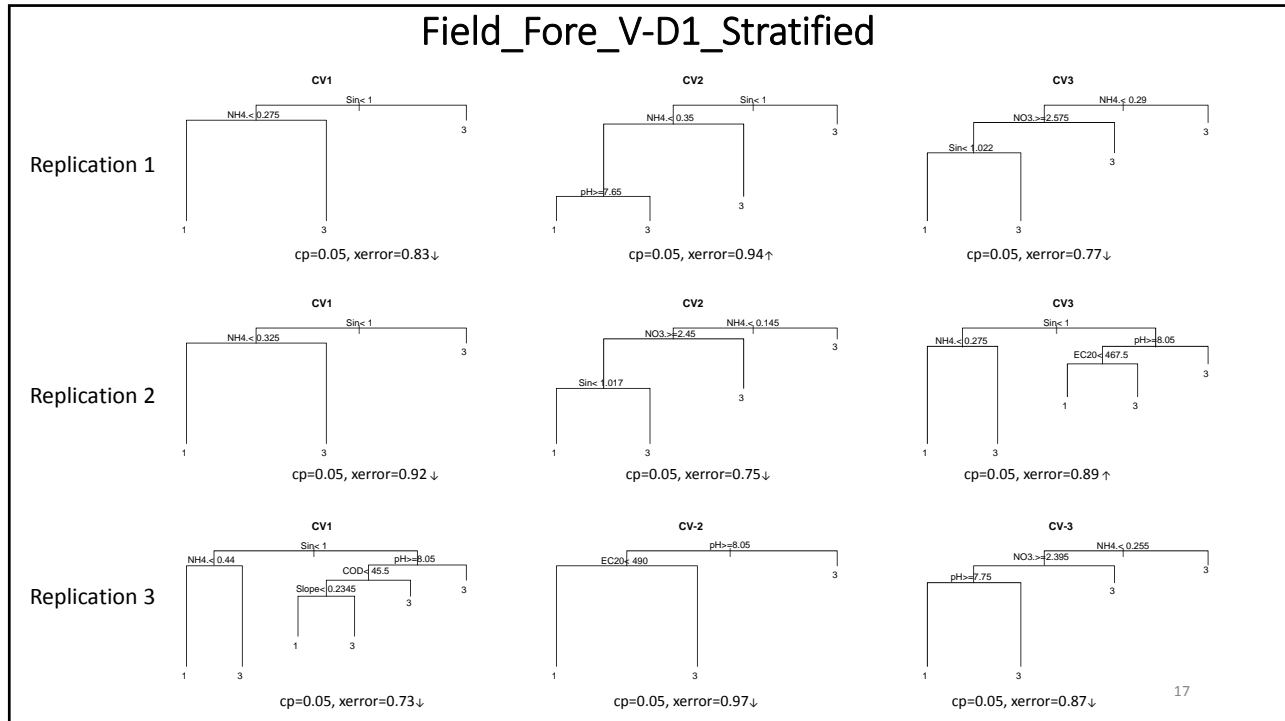 Field_Fore_V-D1_Stratified
Replication 1
CV1
Sin< 1
NH4.< 0.275
3
1
3
cp=0.05, xerror=0.83↓
CV2
Sin< 1
NH4.< 0.35
3
pH>=7.65
3
1
3
cp=0.05, xerror=0.94↑
CV3
NH4.< 0.29
NO3.>=2.575
3
Sin< 1.022
3
1
3
cp=0.05, xerror=0.77↓
Replication 2
CV1
Sin< 1
NH4.< 0.325
3
1
3
cp=0.05, xerror=0.92↓
CV2
NH4.< 0.145
NO3.>=2.45
3
Sin< 1.017
3
1
3
cp=0.05, xerror=0.75↓
CV3
Sin< 1
NH4.< 0.275
pH>=8.05
EC20< 467.5
3
1
3
1
3
cp=0.05, xerror=0.89↑
Replication 3
CV1
Sin< 1
NH4.< 0.44
pH>=8.05
COD< 45.5
3
Slope< 0.2345
3
1
3
1
3
cp=0.05, xerror=0.73↓
CV-2
pH>=8.05
EC20< 490
3
1
3
cp=0.05, xerror=0.97↓
CV-3
NH4.< 0.255
NO3.>=2.395
3
pH>=7.75
3
1
3
cp=0.05, xerror=0.87↓
17